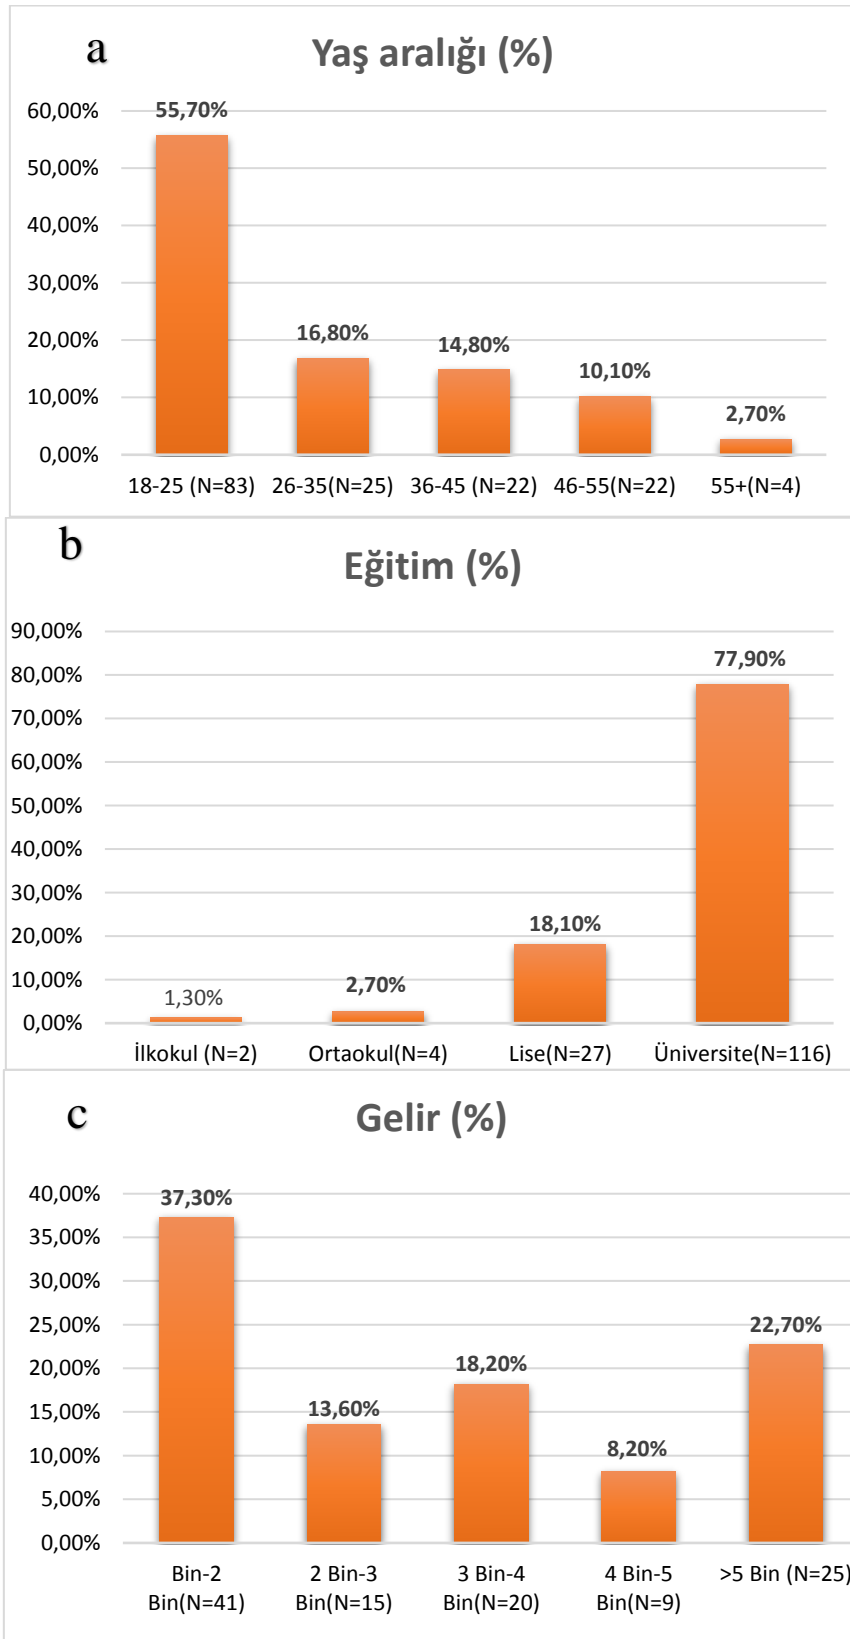 a
Yaş aralığı (%)
60,00%
50,00%
40,00%
30,00%
20,00%
10,00%
0,00%
55,70%
16,80%
14,80%
10,10%
2,70%
18-25 (N=83) 26-35(N=25) 36-45 (N=22) 46-55(N=22) 55+(N=4)
b
Eğitim (%)
90,00%
80,00%
70,00%
60,00%
50,00%
40,00%
30,00%
20,00%
10,00%
0,00%
1,30%
2,70%
18,10%
77,90%
İlkokul (N=2) Ortaokul(N=4) Lise(N=27) Üniversite(N=116)
c
Gelir (%)
40,00%
35,00%
30,00%
25,00%
20,00%
15,00%
10,00%
5,00%
0,00%
37,30%
13,60%
18,20%
8,20%
22,70%
Bin-2
Bin(N=41)
2 Bin-3
Bin(N=15)
3 Bin-4
Bin(N=20)
4 Bin-5
Bin(N=9)
>5 Bin (N=25)